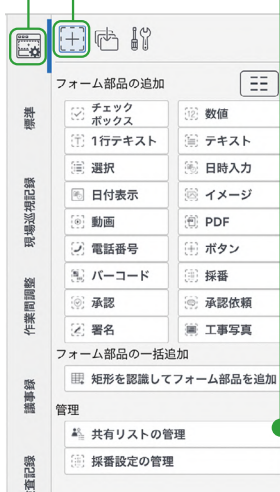 フォーム部品の追加
チェック
ボックス
数値
1行テキスト
テキスト
選択
日時入力
日付表示
イメージ
動画
PDF
電話番号
ボタン
バーコード
採番
承認
承認依頼
署名
工事写真
フォーム部品の一括追加
矩形を認識してフォーム部品を追加
管理
共有リストの管理
採番設定の管理
標準
現場巡視記録
作業間調整
議事録
査記録